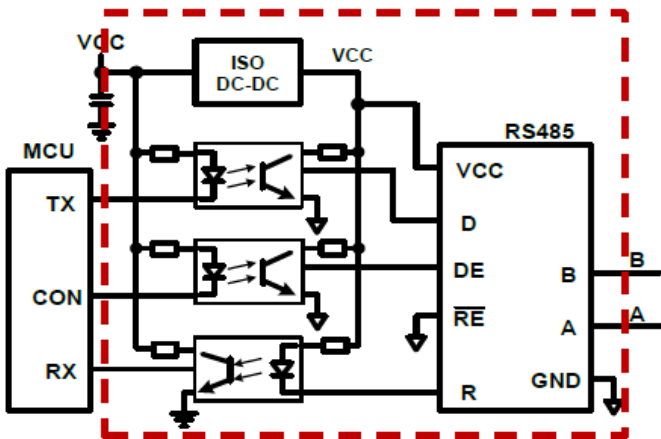 VCC
ISO
DC-DC
VCC
MCU
RS485
TX
VCC
D
CON
DE
B
B
RE
A
A
RX
R
GND